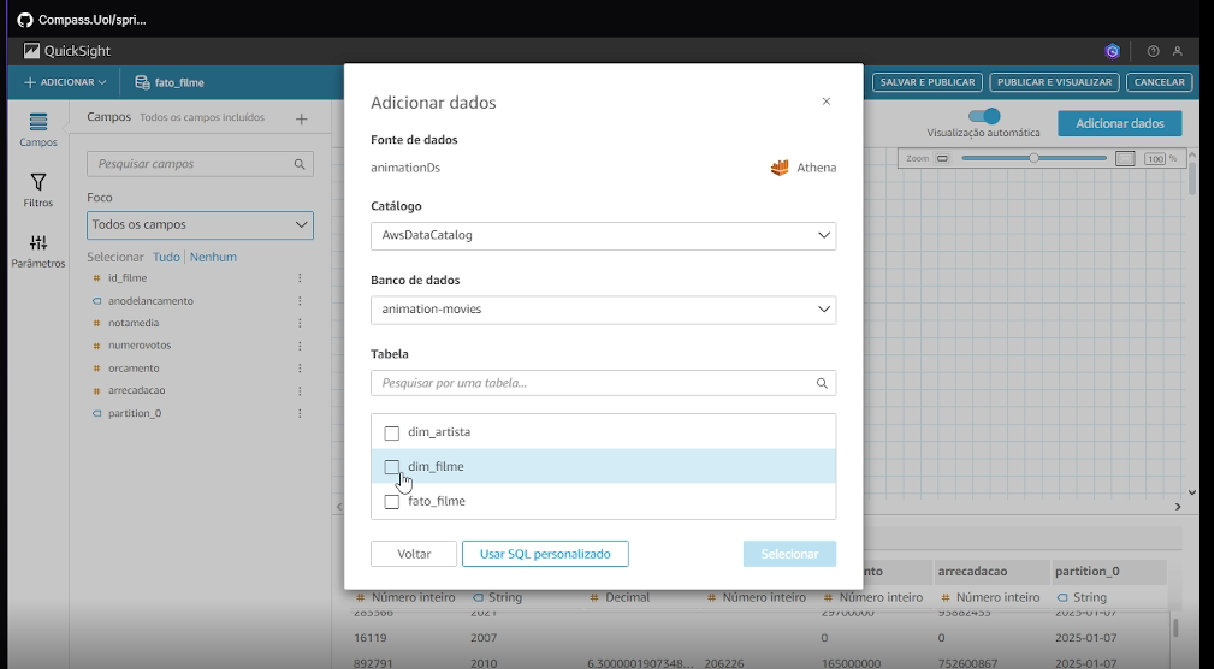 Compass.Uol/spri...
QuickSight
ADICIONAR
fato_filme
SALVAR E PUBLICAR
PUBLICAR E VISUALIZAR
CANCELAR
Campos
Filtros
Parâmetros
Campos Todos os campos incluídos
Pesquisar campos
Foco
Todos os campos
Selecionar Tudo Nenhum
id_filme
anodelancamento
notamedia
numerovotos
orcamento
arrecadacao
partition_0
Visualização automática
Adicionar dados
Zoom
100 %
Adicionar dados
Fonte de dados
animationDs
Athena
Catálogo
AwsDataCatalog
Banco de dados
animation-movies
Tabela
Pesquisar por uma tabela...
dim_artista
dim_filme
fato_filme
Voltar
Usar SQL personalizado
Selecionar
nto arrecadacao partition_0
Número inteiro String Decimal Número inteiro Número inteiro Número inteiro String
283566 2021 29700000 93882453 2025-01-07
16119 2007 0 0 2025-01-07
892791 2010 6.3000001907348... 206226 165000000 752600867 2025-01-07